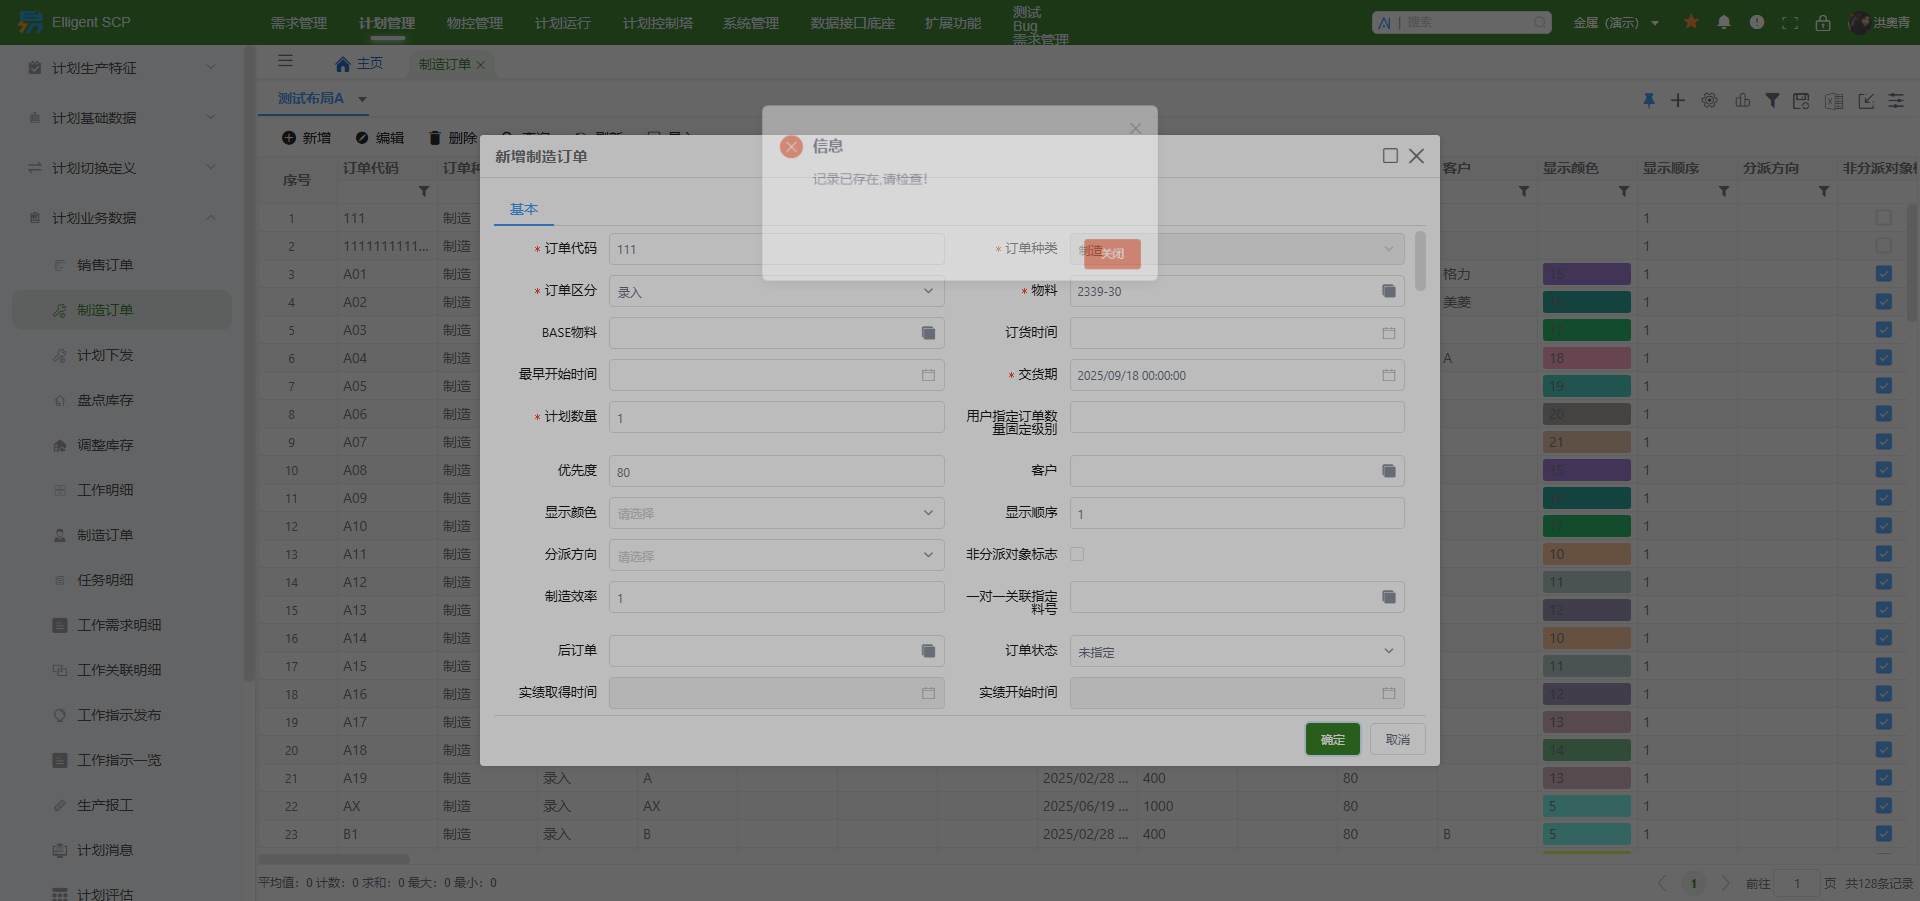 Elligent SCP
需求管理 计划管理 物控管理 计划运行 计划控制塔 系统管理 数据接口底座 扩展功能 测试
Bug
需求管理
搜索
金属（演示） 洪奥青
计划生产特征
计划基础数据
计划切换定义
计划业务数据
销售订单
制造订单
计划下发
盘点库存
调整库存
工作明细
制造订单
任务明细
工作需求明细
工作关联明细
工作指示发布
工作指示一览
生产报工
计划消息
计划评估
主页 制造订单
测试布局A
新增 编辑 删除
序号 订单代码 客户 显示颜色 显示顺序 分派方向
1 111 制造 1
2 1111111111... 制造 1
3 A01 制造 格力 15 1
4 A02 制造 美菱 1
5 A03 制造 1
6 A04 制造 A 18 1
7 A05 制造 19 1
8 A06 制造 20 1
9 A07 制造 21 1
10 A08 制造 15 1
11 A09 制造 1
12 A10 制造 1
13 A11 制造 10 1
14 A12 制造 11 1
15 A13 制造 12 1
16 A14 制造 10 1
17 A15 制造 11 1
18 A16 制造 12 1
19 A17 制造 13 1
20 A18 制造 14 1
21 A19 制造 录入 A 2025/02/28 ... 400 80 13 1
22 AX 制造 录入 AX 2025/06/19 ... 1000 80 5 1
23 B1 制造 录入 B 2025/02/28 ... 400 80 B 5 1
平均值: 0 计数: 0 求和: 0 最大: 0 最小: 0
1 前往 1 页 共128条记录
新增制造订单
基本
* 订单代码 111
* 订单种类 制造
* 订单区分 录入
* 物料 2339-30
BASE物料
订货时间
最早开始时间
* 交货期 2025/09/18 00:00:00
* 计划数量 1
用户指定订单数
量固定级别
优先度 80
客户
显示颜色 请选择
显示顺序 1
分派方向 请选择
非分派对象标志
制造效率 1
一对一关联指定
料号
后订单
订单状态 未指定
实绩取得时间
实绩开始时间
确定 取消
信息
记录已存在,请检查!
关闭